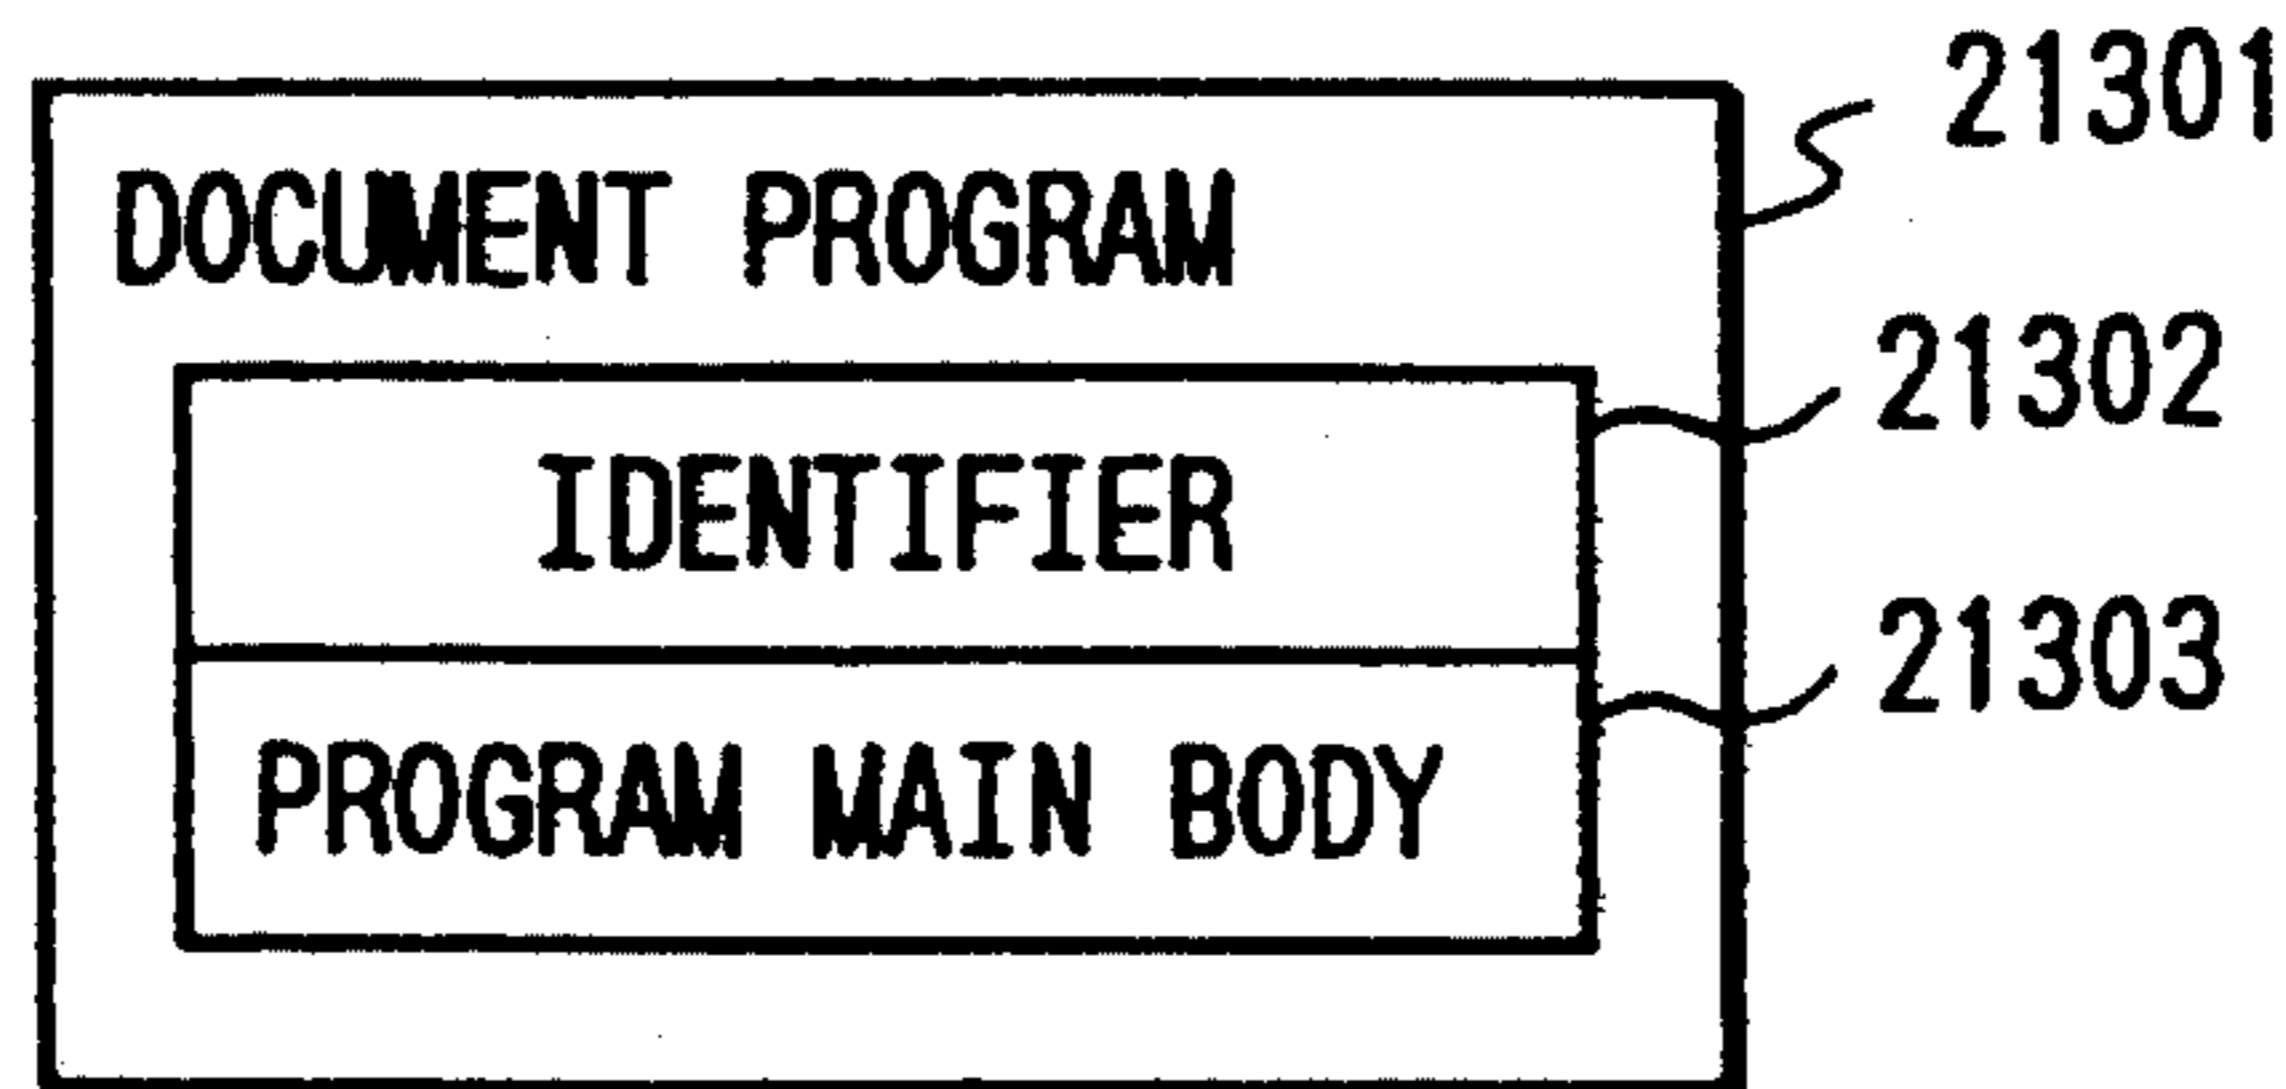 21301
DOCUMENT PROGRAM
21302
IDENTIFIER
21303
PROGRAM MAIN BODY